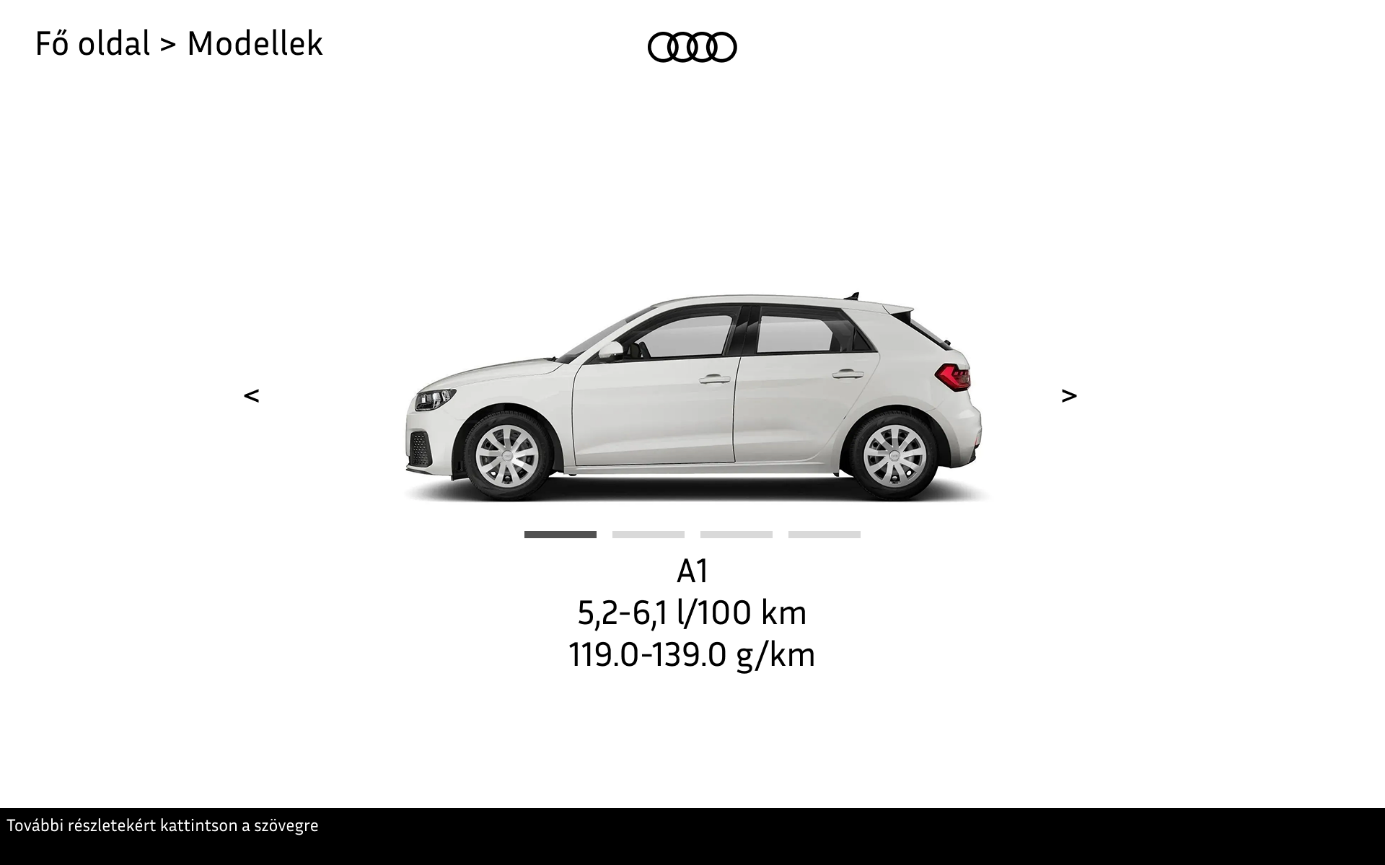 Fő oldal > Modellek
<
>
A1
5,2-6,1 l/100 km
119.0-139.0 g/km
További részletekért kattintson a szövegre